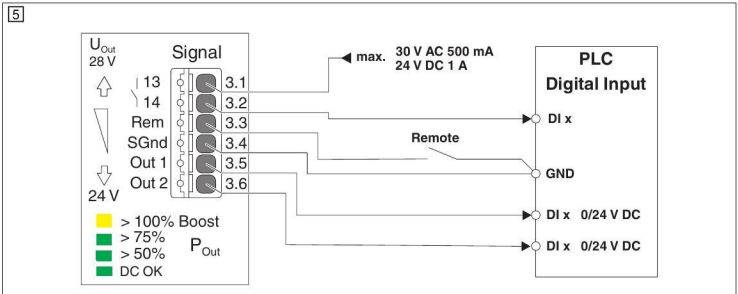 5
U Out
28 V
Signal
13
14
Rem
SGnd
Out 1
Out 2
24 V
3.1
3.2
3.3
3.4
3.5
3.6
> 100% Boost
> 75%
> 50%
DC OK
P Out
max. 30 V AC 500 mA
24 V DC 1 A
Remote
PLC
Digital Input
DI x
GND
DI x 0/24 V DC
DI x 0/24 V DC